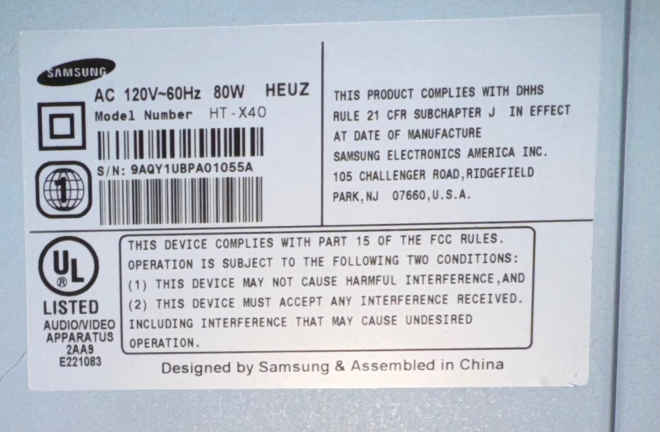 SAMSUNG
AC 120V~60Hz 80W HEUZ
Model Number HT-X40
S/N: 9AQY1UBPA01055A
1
THIS PRODUCT COMPLIES WITH DHHS
RULE 21 CFR SUBCHAPTER J IN EFFECT
AT DATE OF MANUFACTURE
SAMSUNG ELECTRONICS AMERICA INC.
105 CHALLENGER ROAD,RIDGEFIELD
PARK,NJ 07660,U.S.A.
UL
®
LISTED
AUDIO/VIDEO
APPARATUS
2AA9
E221083
THIS DEVICE COMPLIES WITH PART 15 OF THE FCC RULES.
OPERATION IS SUBJECT TO THE FOLLOWING TWO CONDITIONS:
(1) THIS DEVICE MAY NOT CAUSE HARMFUL INTERFERENCE,AND
(2) THIS DEVICE MUST ACCEPT ANY INTERFERENCE RECEIVED.
INCLUDING INTERFERENCE THAT MAY CAUSE UNDESIRED
OPERATION.
Designed by Samsung & Assembled in China